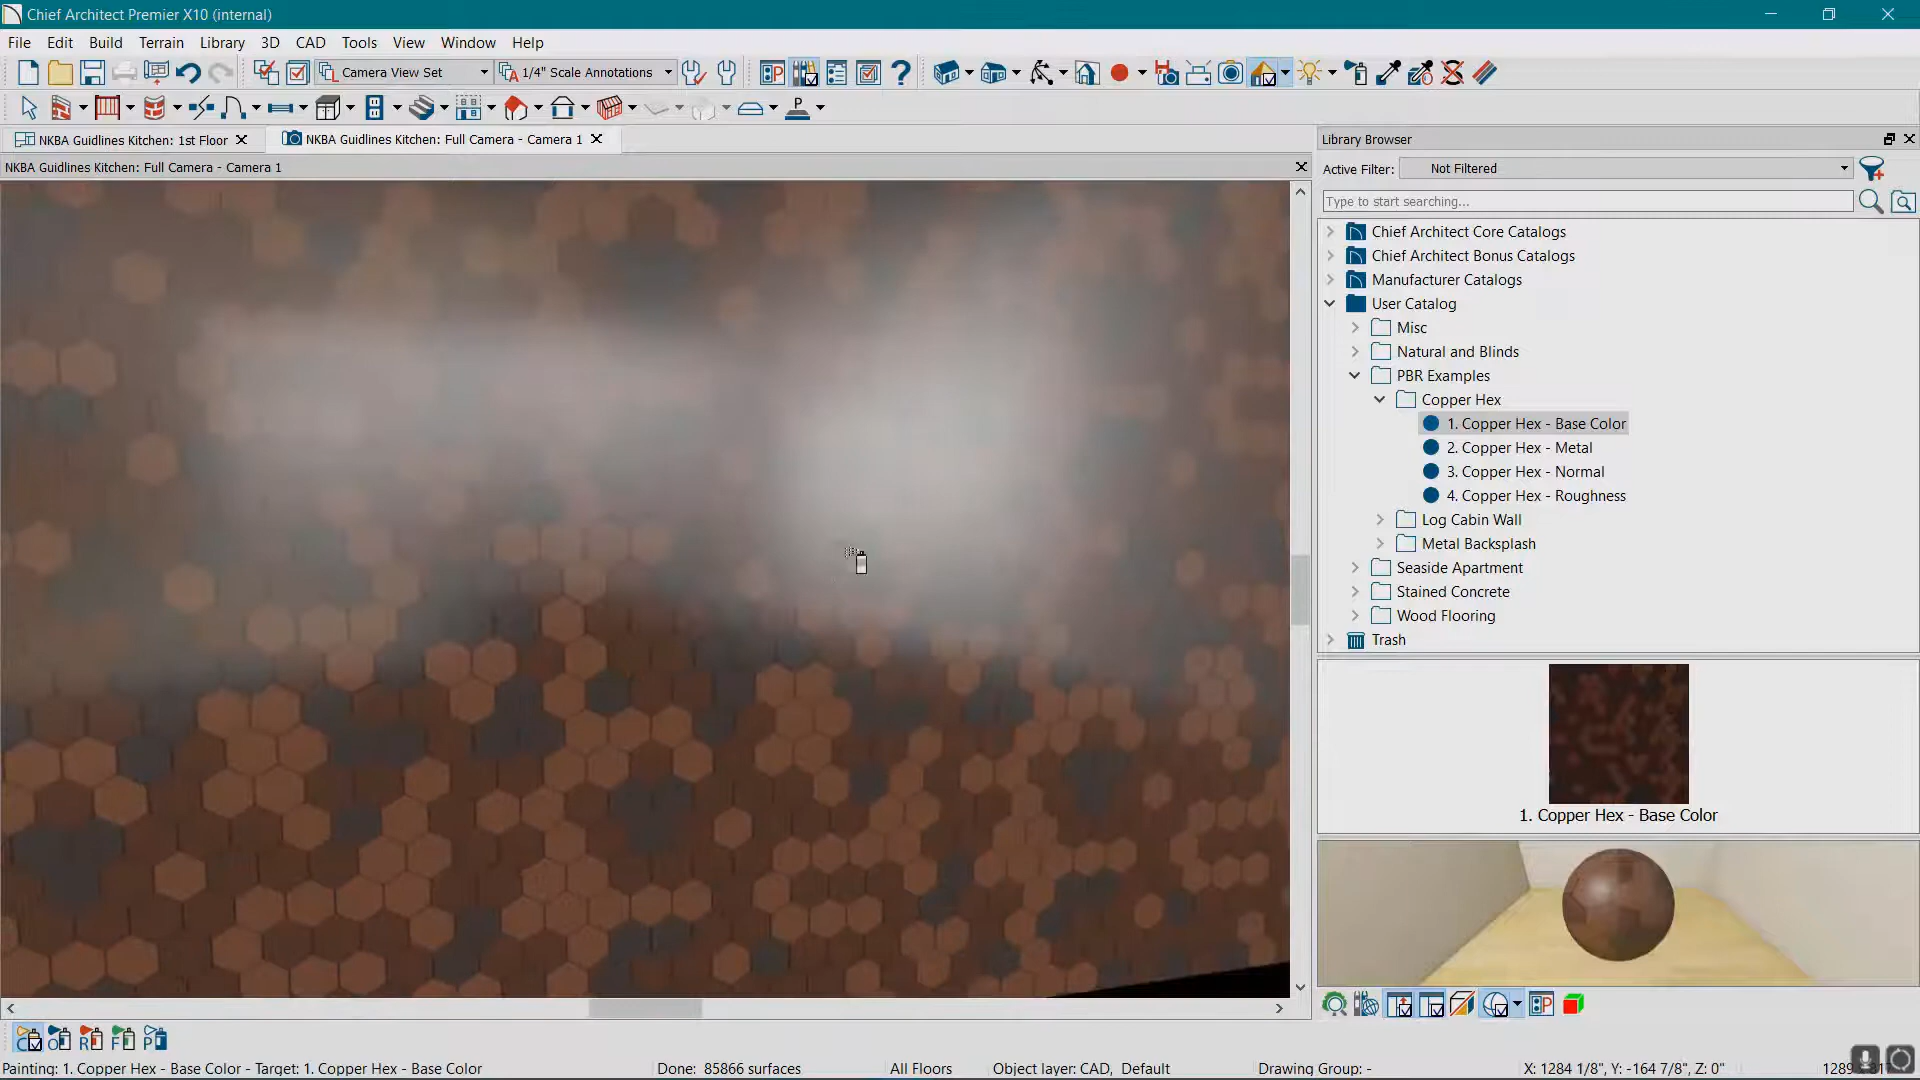 Chief Architect Premier X10 (internal)
File Edit Build Terrain Library 3D CAD Tools View Window Help
Camera View Set 1/4" Scale Annotations
NKBA Guidlines Kitchen: 1st Floor NKBA Guidlines Kitchen: Full Camera - Camera 1
NKBA Guidlines Kitchen: Full Camera - Camera 1
Library Browser
Active Filter: Not Filtered
Type to start searching...
Chief Architect Core Catalogs
Chief Architect Bonus Catalogs
Manufacturer Catalogs
User Catalog
Misc
Natural and Blinds
PBR Examples
Copper Hex
1. Copper Hex - Base Color
2. Copper Hex - Metal
3. Copper Hex - Normal
4. Copper Hex - Roughness
Log Cabin Wall
Metal Backsplash
Seaside Apartment
Stained Concrete
Wood Flooring
Trash
1. Copper Hex - Base Color
Painting: 1. Copper Hex - Base Color - Target: 1. Copper Hex - Base Color Done: 85866 surfaces All Floors Object layer: CAD, Default Drawing Group: - X: 1284 1/8", Y: -164 7/8", Z: 0"